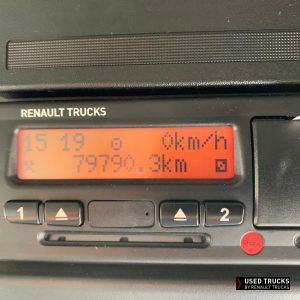 RENAULT TRUCKS
15 19 0km/h
79790.3km
1 2
USED TRUCKS
BY RENAULT TRUCKS